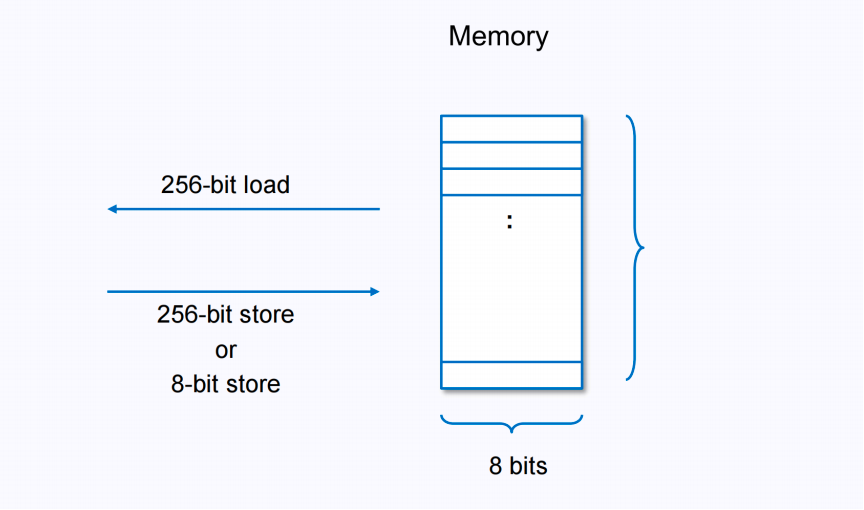 Memory
256-bit load
:
256-bit store
or
8-bit store
8 bits